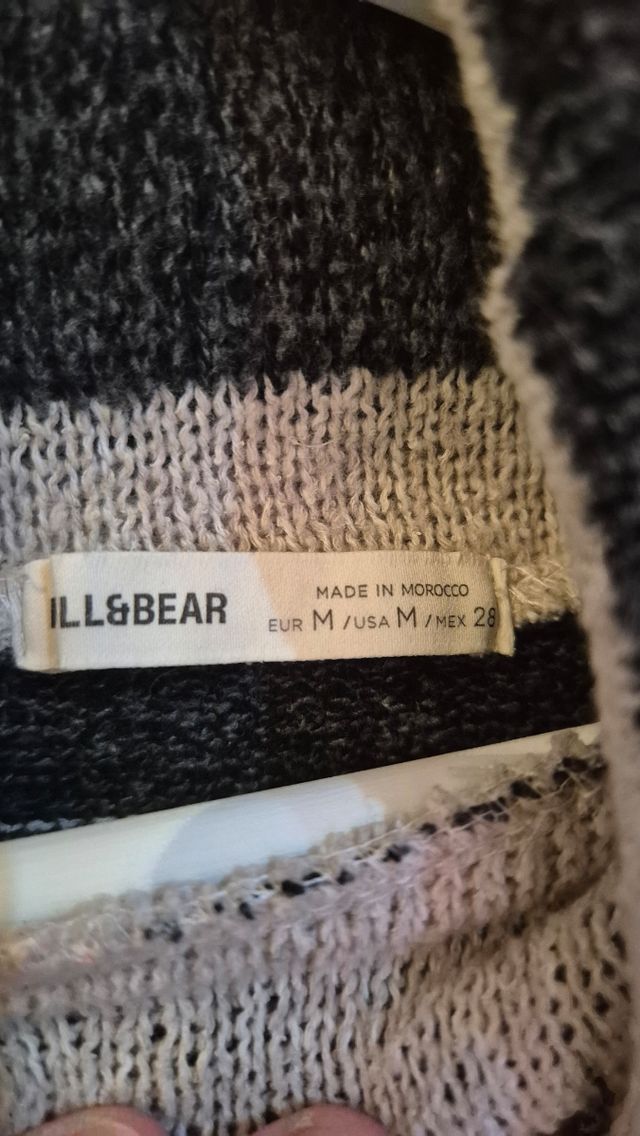 ILL&BEAR
MADE IN MOROCCO
EUR M / USA M / MEX 28